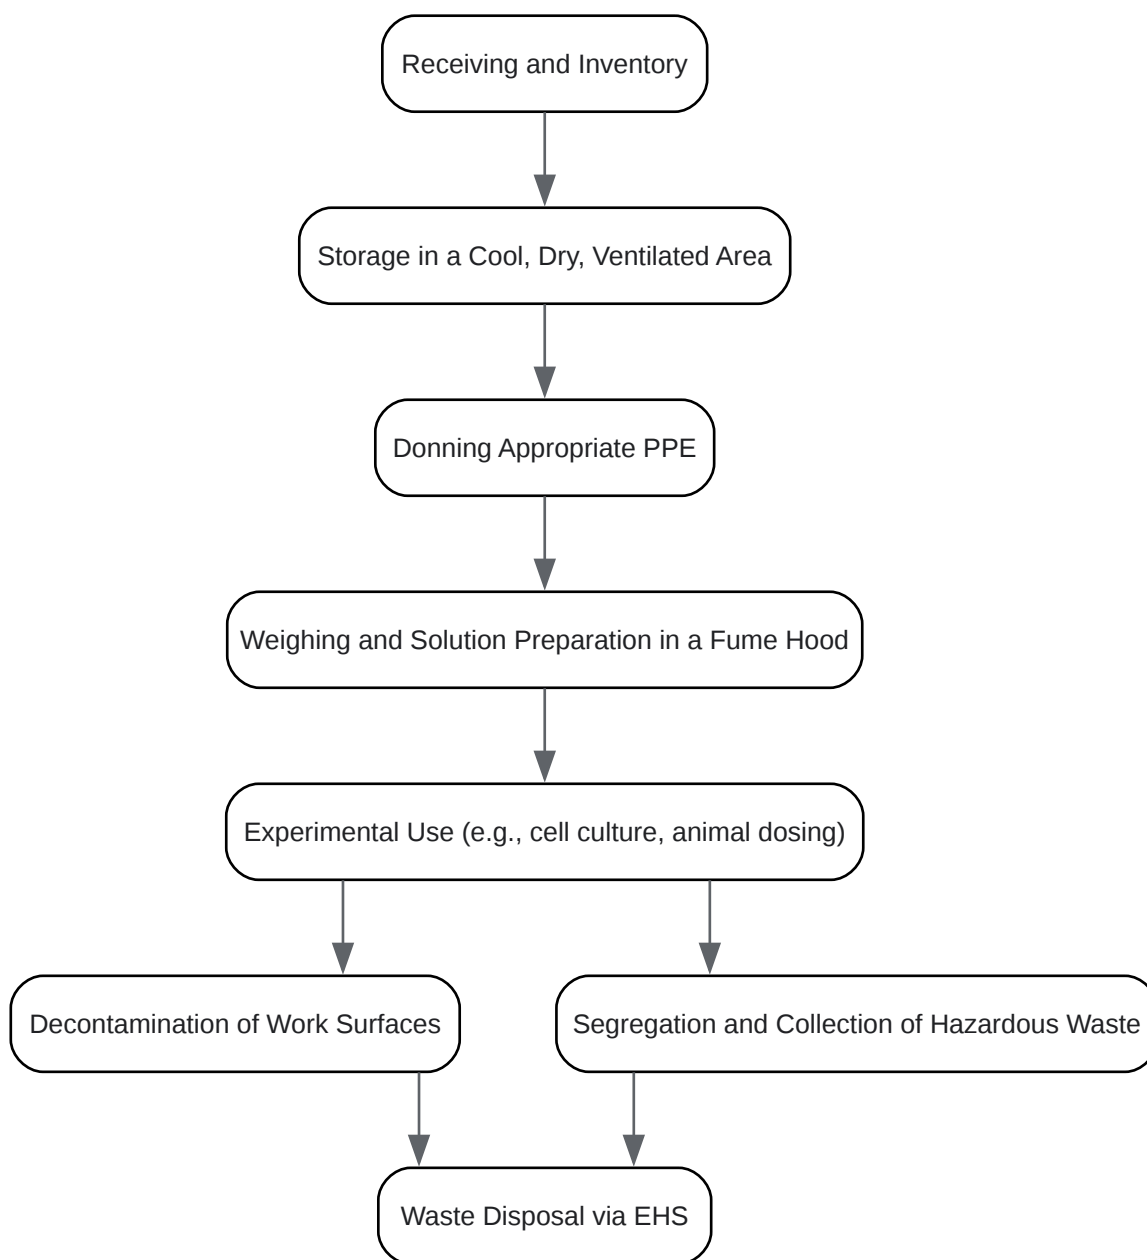 Receiving and Inventory
Storage in a Cool, Dry, Ventilated Area
Donning Appropriate PPE
Weighing and Solution Preparation in a Fume Hood
Experimental Use (e.g., cell culture, animal dosing)
Decontamination of Work Surfaces
Segregation and Collection of Hazardous Waste
Waste Disposal via EHS